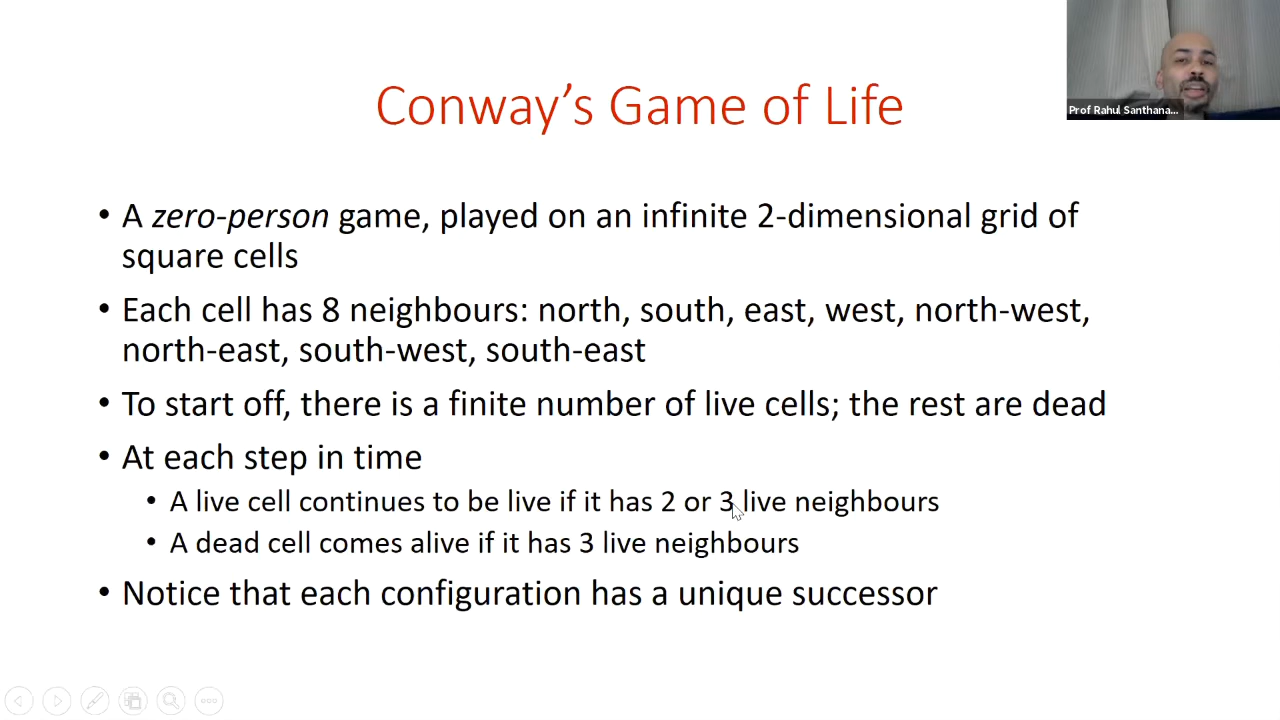 Conway's Game of Life
Prof Rahul Santhana...
• A zero-person game, played on an infinite 2-dimensional grid of
square cells
• Each cell has 8 neighbours: north, south, east, west, north-west,
north-east, south-west, south-east
• To start off, there is a finite number of live cells; the rest are dead
• At each step in time
• A live cell continues to be live if it has 2 or 3 live neighbours
• A dead cell comes alive if it has 3 live neighbours
• Notice that each configuration has a unique successor